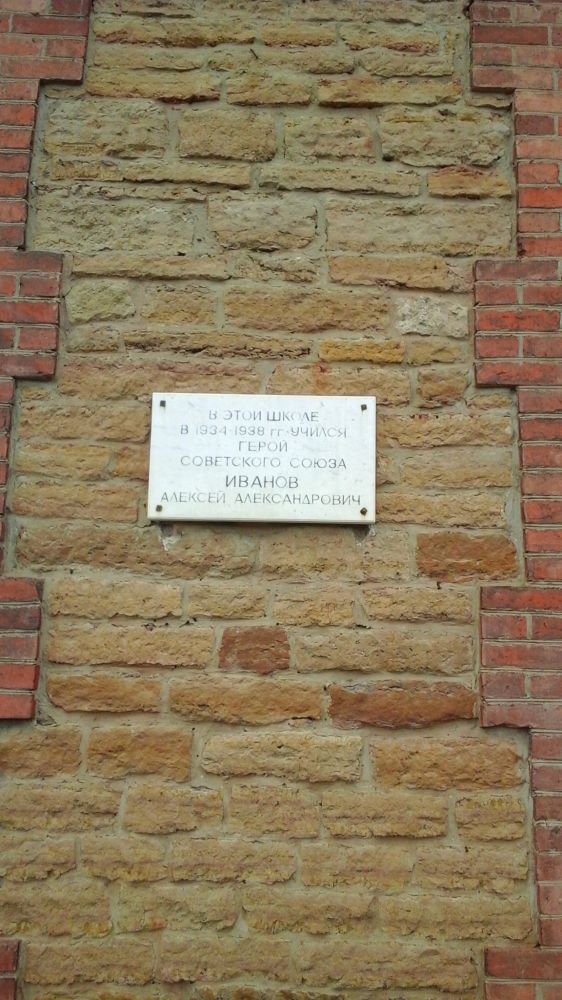 В ЭТОЙ ШКОЛЕ
В 1934-1938 гг. УЧИЛСЯ
ГЕРОЙ
СОВЕТСКОГО СОЮЗА
ИВАНОВ
АЛЕКСЕЙ АЛЕКСАНДРОВИЧ